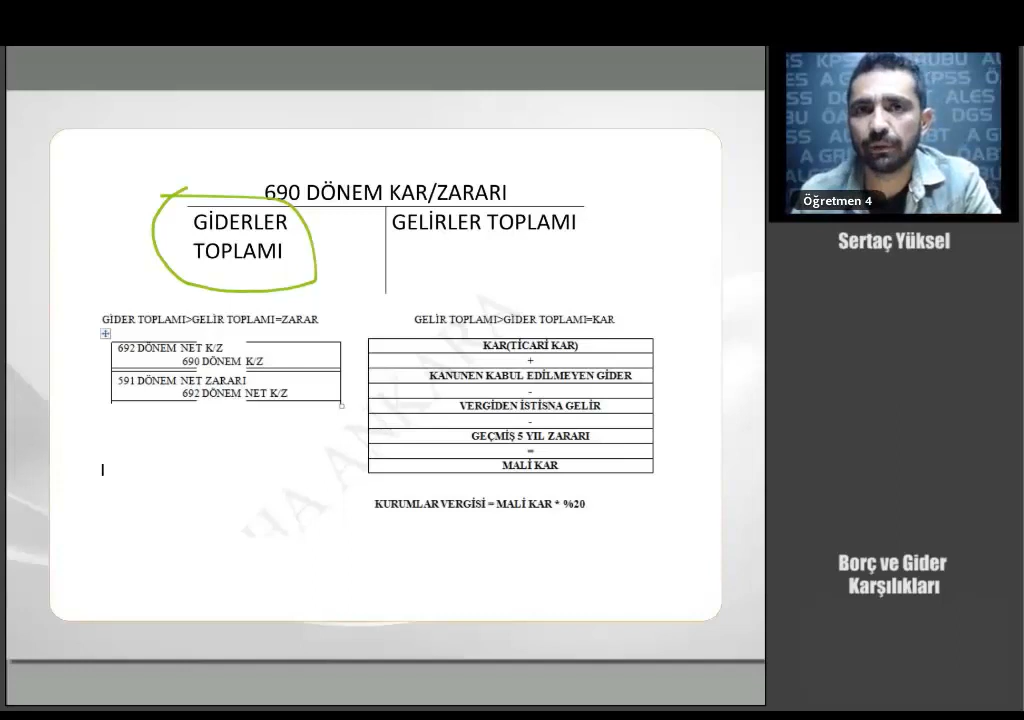 690 DÖNEM KAR/ZARARI
GİDERLER
TOPLAMI
GELİRLER TOPLAMI
GİDER TOPLAMI>GELİR TOPLAMI=ZARAR
692 DÖNEM NET K/Z
690 DÖNEM K/Z
591 DÖNEM NET ZARARI
692 DÖNEM NET K/Z
GELİR TOPLAMI>GİDER TOPLAMI=KAR
KAR(TİCARİ KAR)
+
KANUNEN KABUL EDİLMEYEN GİDER
-
VERGİDEN İSTİSNA GELİR
-
GEÇMİŞ 5 YIL ZARARI
=
MALİ KAR
KURUMLAR VERGİSİ = MALİ KAR * %20
ANKARA
Öğretmen 4
Sertaç Yüksel
Borç ve Gider
Karşılıkları